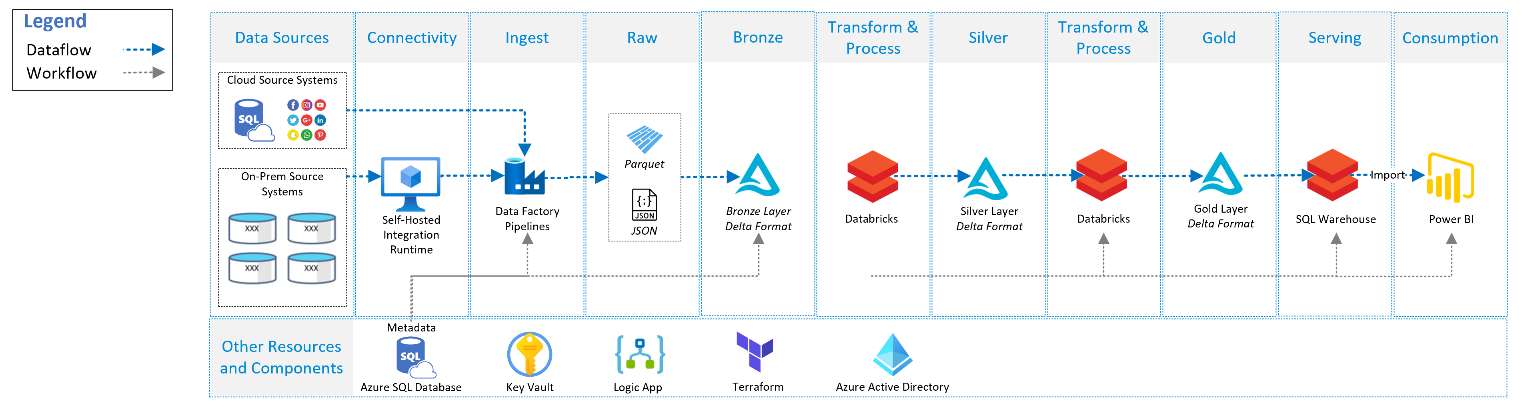 Legend
Dataflow
Workflow
Data Sources
Connectivity
Ingest
Raw
Bronze
Transform &
Process
Silver
Transform &
Process
Gold
Serving
Consumption
Cloud Source Systems
SQL
On-Prem Source
Systems
XXX
XXX
XXX
XXX
Self-Hosted
Integration
Runtime
Data Factory
Pipelines
Parquet
{;}
JSON
JSON
Bronze Layer
Delta Format
Databricks
Silver Layer
Delta Format
Databricks
Gold Layer
Delta Format
SQL Warehouse
Import
Power BI
Other Resources
and Components
Metadata
SQL
Azure SQL Database
Key Vault
Logic App
Terraform
Azure Active Directory